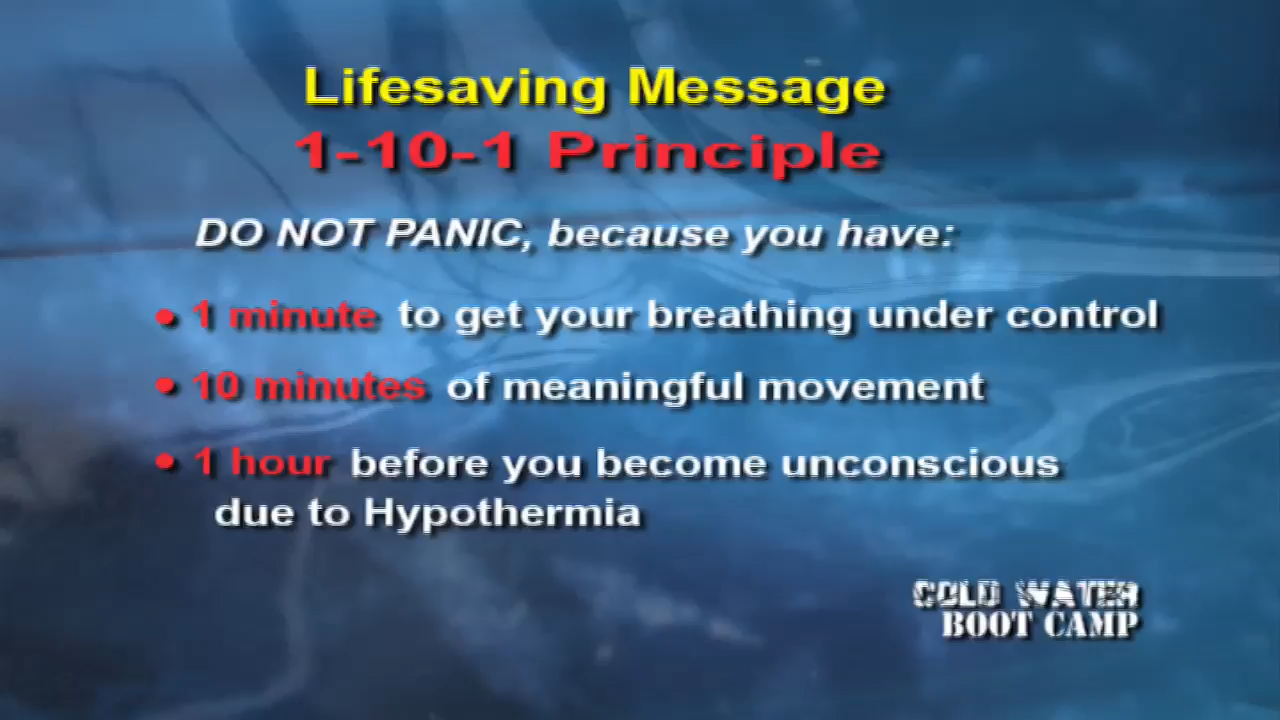 Lifesaving Message
1-10-1 Principle
DO NOT PANIC, because you have:
• 1 minute to get your breathing under control
• 10 minutes of meaningful movement
• 1 hour before you become unconscious
due to Hypothermia
COLD WATER
BOOT CAMP